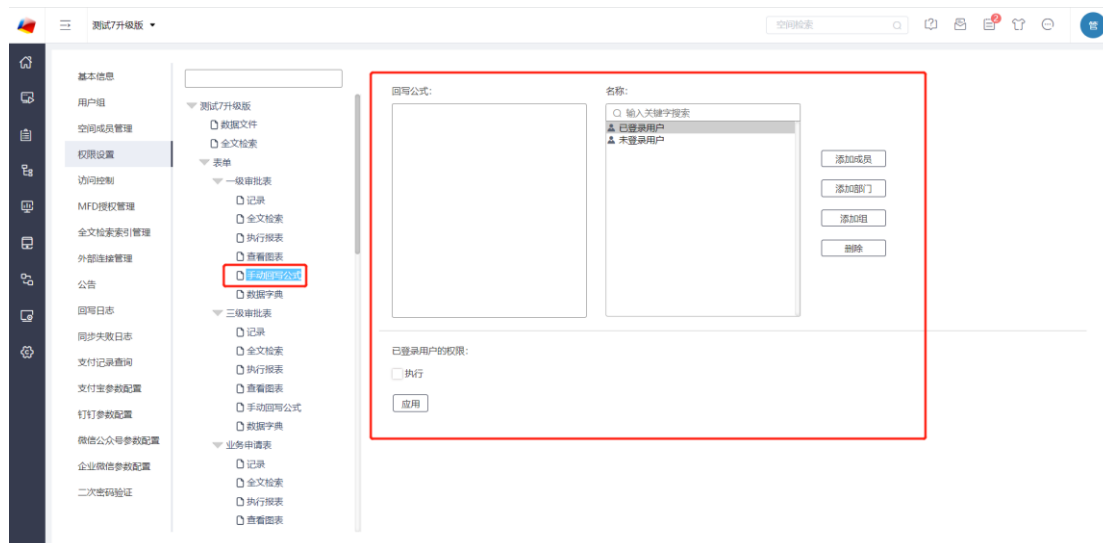 测试7升级版
空间检索
2
管
基本信息
用户组
空间成员管理
权限设置
访问控制
MFD授权管理
全文检索索引管理
外部连接管理
公告
回写日志
同步失败日志
支付记录查询
支付宝参数配置
钉钉参数配置
微信公众号参数配置
企业微信参数配置
二次密码验证
测试7升级版
数据文件
全文检索
表单
一级审批表
记录
全文检索
执行报表
查看图表
手动回写公式
数据字典
三级审批表
记录
全文检索
执行报表
查看图表
手动回写公式
数据字典
业务申请表
记录
全文检索
执行报表
查看图表
回写公式:
名称:
输入关键字搜索
已登录用户
未登录用户
添加成员
添加部门
添加组
删除
已登录用户的权限:
执行
应用